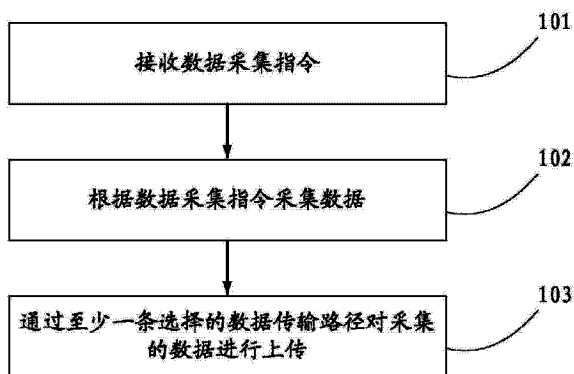 101
接收数据采集指令
102
根据数据采集指令采集数据
103
通过至少一条选择的数据传输路径对采集
的数据进行上传